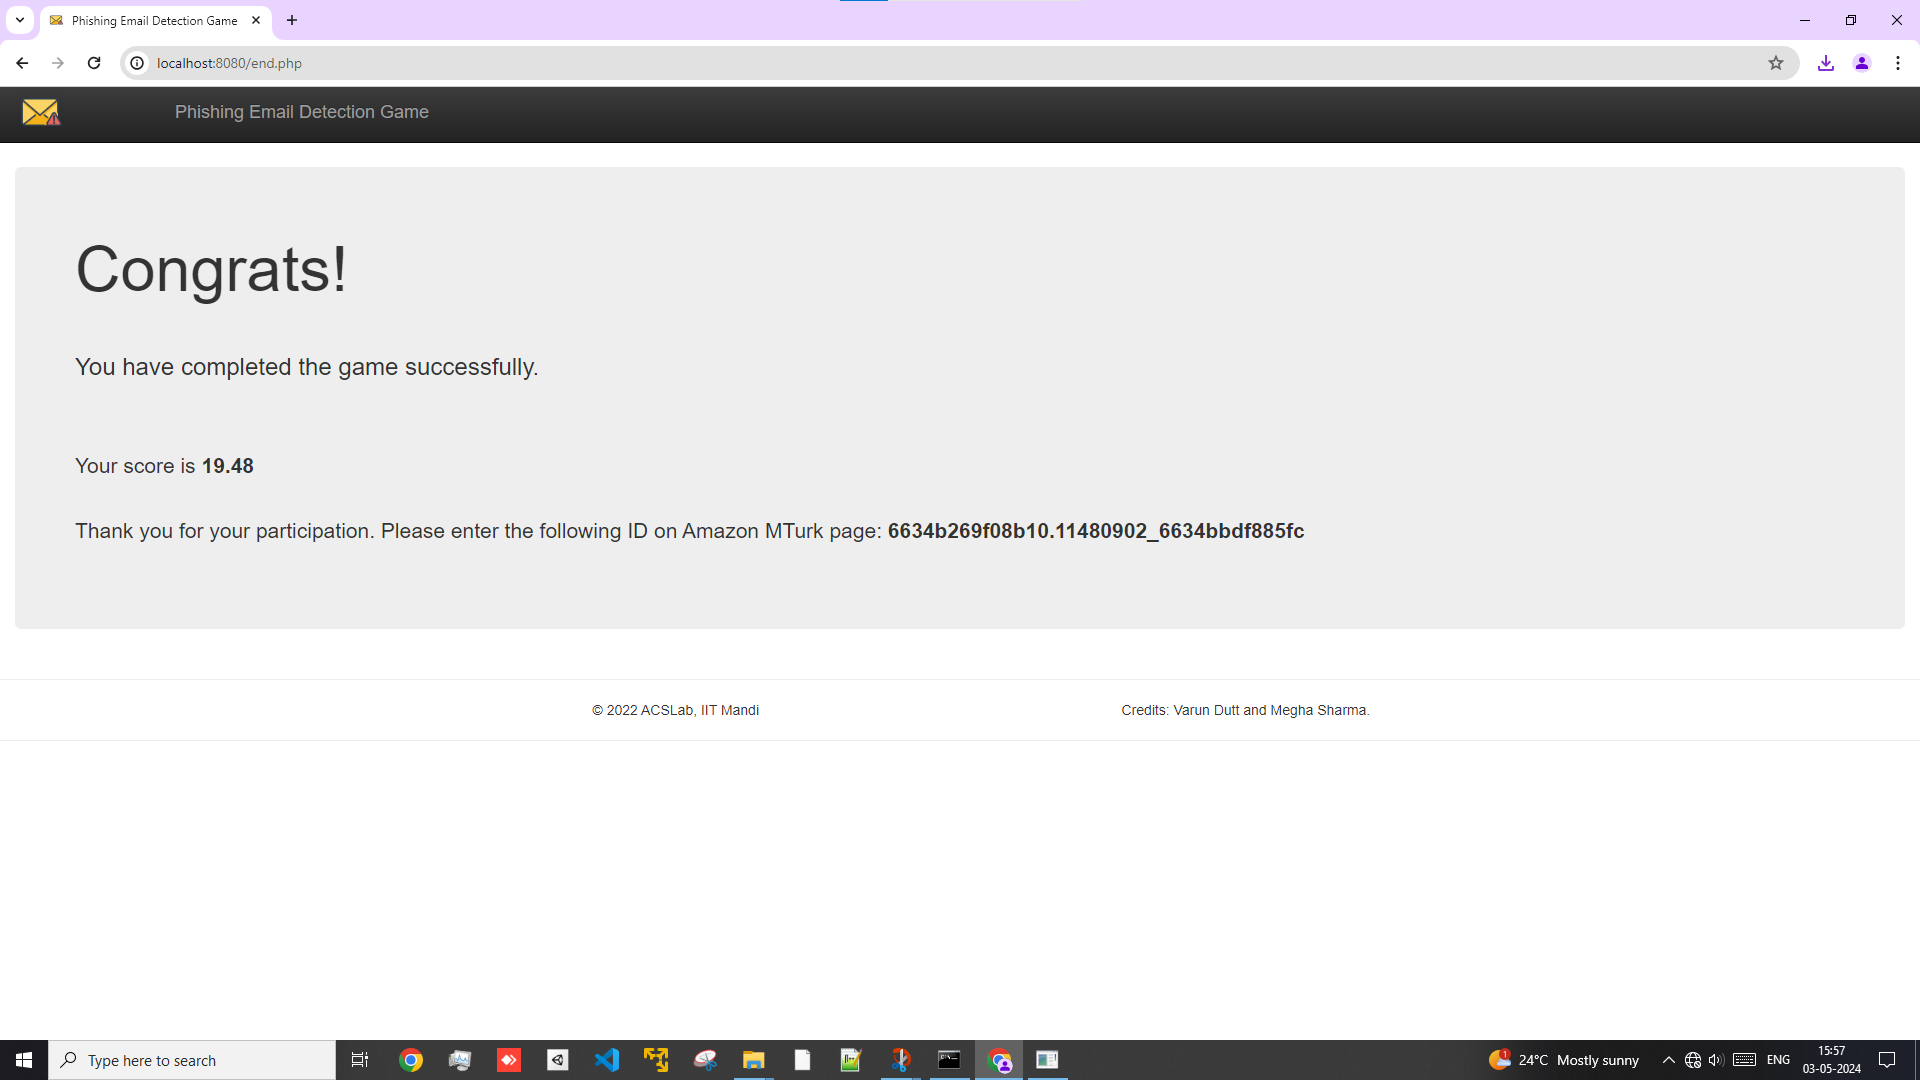 Phishing Email Detection Game
localhost:8080/end.php
Phishing Email Detection Game
Congrats!
You have completed the game successfully.
Your score is 19.48
Thank you for your participation. Please enter the following ID on Amazon MTurk page: 6634b269f08b10.11480902_6634bbdf885fc
© 2022 ACSLab, IIT Mandi
Credits: Varun Dutt and Megha Sharma.
Type here to search
1
24°C Mostly sunny
ENG
15:57
03-05-2024